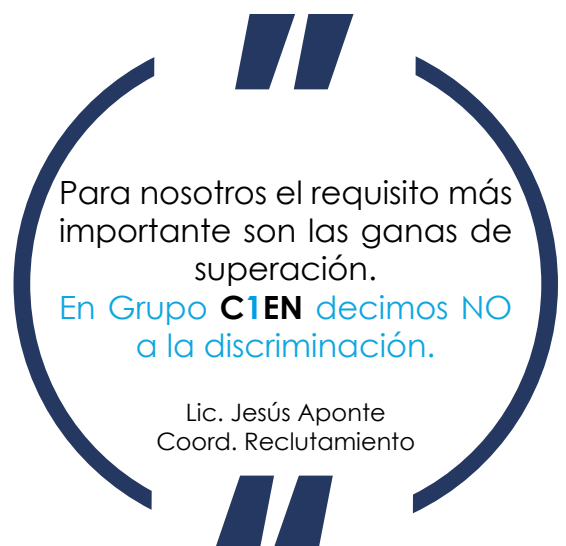 Para nosotros el requisito más
importante son las ganas de
superación.
En Grupo C1EN decimos NO
a la discriminación.
Lic. Jesús Aponte
Coord. Reclutamiento